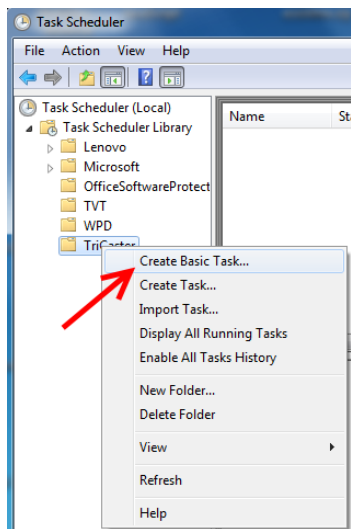 Task Scheduler
File Action View Help
Task Scheduler (Local)
Task Scheduler Library
Lenovo
Microsoft
OfficeSoftwareProtect
TVT
WPD
TriCaster
Name St
Create Basic Task...
Create Task...
Import Task...
Display All Running Tasks
Enable All Tasks History
New Folder...
Delete Folder
View
Refresh
Help